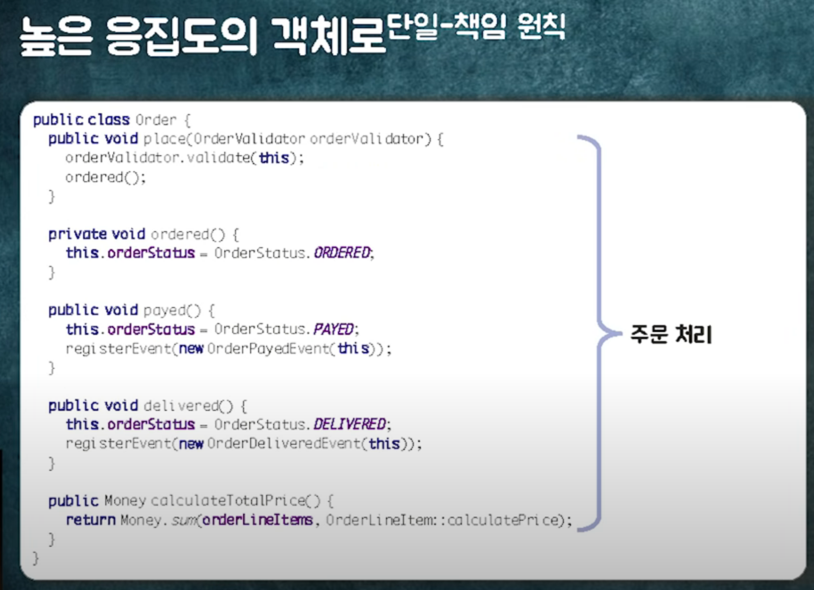 높은 응집도의 객체로단일-책임 원칙
public class Order {
public void place(OrderValidator orderValidator) {
orderValidator.validate(this);
ordered();
}
private void ordered() {
this.orderStatus = OrderStatus.ORDERED;
}
public void payed() {
this.orderStatus = OrderStatus.PAYED;
registerEvent(new OrderPayedEvent(this));
}
주문 처리
public void delivered() {
this.orderStatus = OrderStatus.DELIVERED;
registerEvent(new OrderDeliveredEvent(this));
}
public Money calculateTotalPrice() {
return Money.sum(orderLineItems, OrderLineItem::calculatePrice);
}
}